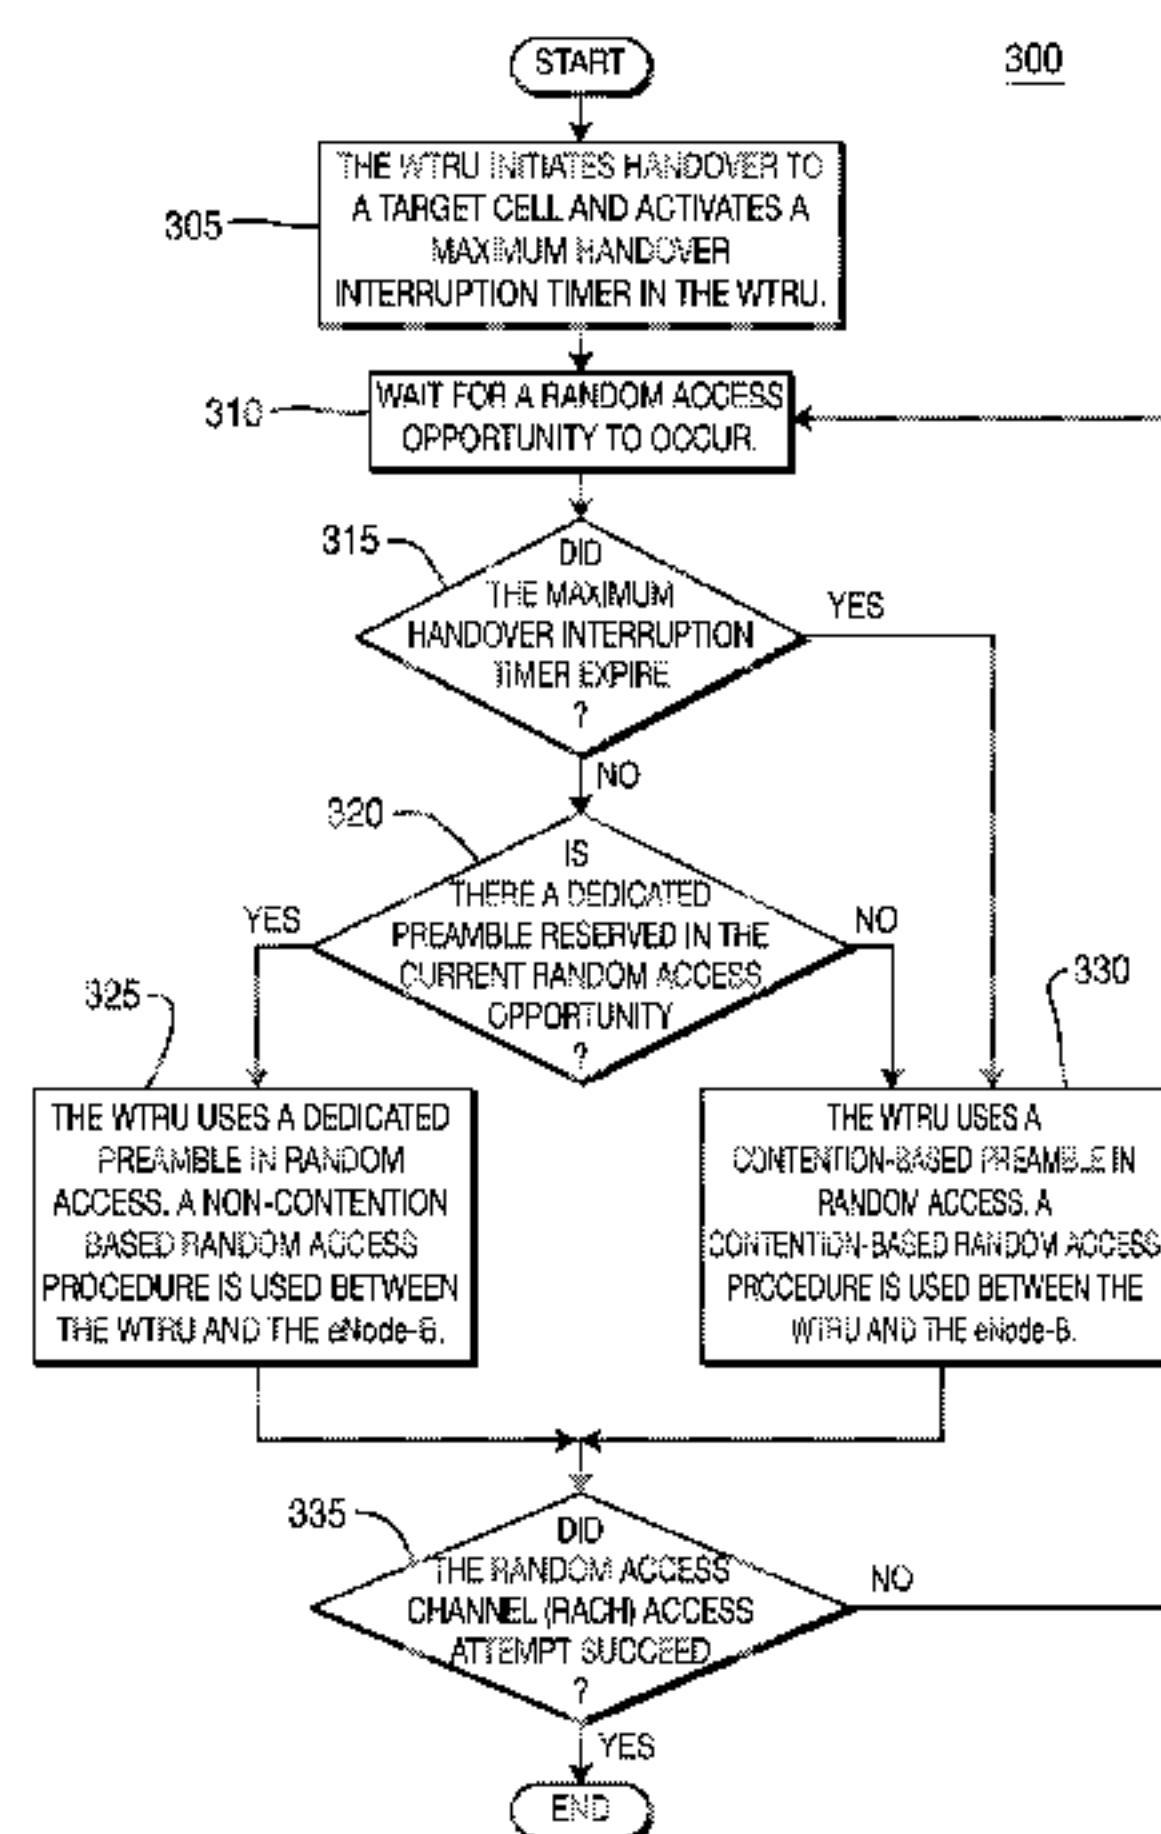 START
300
THE WTRU INITIATES HANDOVER TO
A TARGET CELL AND ACTIVATES A
MAXIMUM HANDOVER
INTERRUPTION TIMER IN THE WTRU.
305
WAIT FOR A RANDOM ACCESS
OPPORTUNITY TO OCCUR.
310
315
DID
THE MAXIMUM
HANDOVER INTERRUPTION
TIMER EXPIRE
?
YES
NO
320
IS
THERE A DEDICATED
PREAMBLE RESERVED IN THE
CURRENT RANDOM ACCESS
OPPORTUNITY
?
YES
NO
325
330
THE WTRU USES A DEDICATED
PREAMBLE IN RANDOM
ACCESS. A NON-CONTENTION
BASED RANDOM ACCESS
PROCEDURE IS USED BETWEEN
THE WTRU AND THE eNode-B.
THE WTRU USES A
CONTENTION-BASED PREAMBLE IN
RANDOM ACCESS. A
CONTENTION-BASED RANDOM ACCESS
PROCEDURE IS USED BETWEEN THE
WTRU AND THE eNode-B.
335
DID
THE RANDOM ACCESS
CHANNEL (RACH) ACCESS
ATTEMPT SUCCEED
?
NO
YES
END